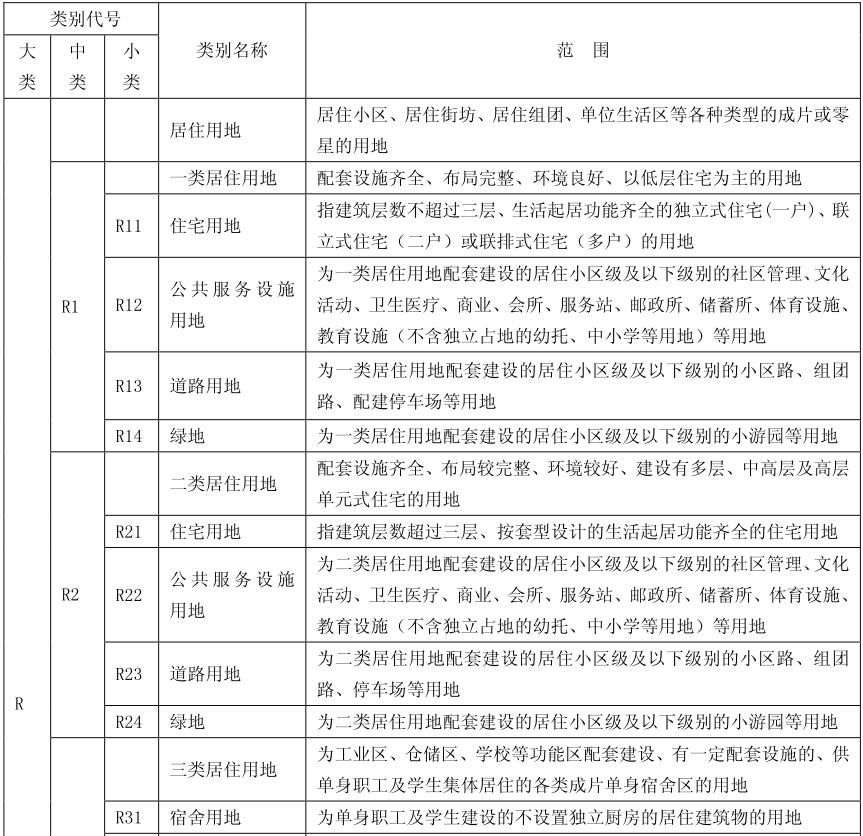 类别代号
大类
中类
小类
类别名称
范 围
居住用地
居住小区、居住街坊、居住组团、单位生活区等各种类型的成片或零
星的用地
一类居住用地
配套设施齐全、布局完整、环境良好、以低层住宅为主的用地
R11
住宅用地
指建筑层数不超过三层、生活起居功能齐全的独立式住宅(一户)、联
立式住宅（二户）或联排式住宅（多户）的用地
R1
R12
公共服务设施
用地
为一类居住用地配套建设的居住小区级及以下级别的社区管理、文化
活动、卫生医疗、商业、会所、服务站、邮政所、储蓄所、体育设施、
教育设施（不含独立占地的幼托、中小学等用地）等用地
R13
道路用地
为一类居住用地配套建设的居住小区级及以下级别的小区路、组团
路、配建停车场等用地
R14
绿地
为一类居住用地配套建设的居住小区级及以下级别的小游园等用地
二类居住用地
配套设施齐全、布局较完整、环境较好、建设有多层、中高层及高层
单元式住宅的用地
R21
住宅用地
指建筑层数超过三层、按套型设计的生活起居功能齐全的住宅用地
R2
R22
公共服务设施
用地
为二类居住用地配套建设的居住小区级及以下级别的社区管理、文化
活动、卫生医疗、商业、会所、服务站、邮政所、储蓄所、体育设施、
教育设施（不含独立占地的幼托、中小学等用地）等用地
R23
道路用地
为二类居住用地配套建设的居住小区级及以下级别的小区路、组团
路、停车场等用地
R
R24
绿地
为二类居住用地配套建设的居住小区级及以下级别的小游园等用地
三类居住用地
为工业区、仓储区、学校等功能区配套建设、有一定配套设施的、供
单身职工及学生集体居住的各类成片单身宿舍区的用地
R31
宿舍用地
为单身职工及学生建设的不设置独立厨房的居住建筑物的用地